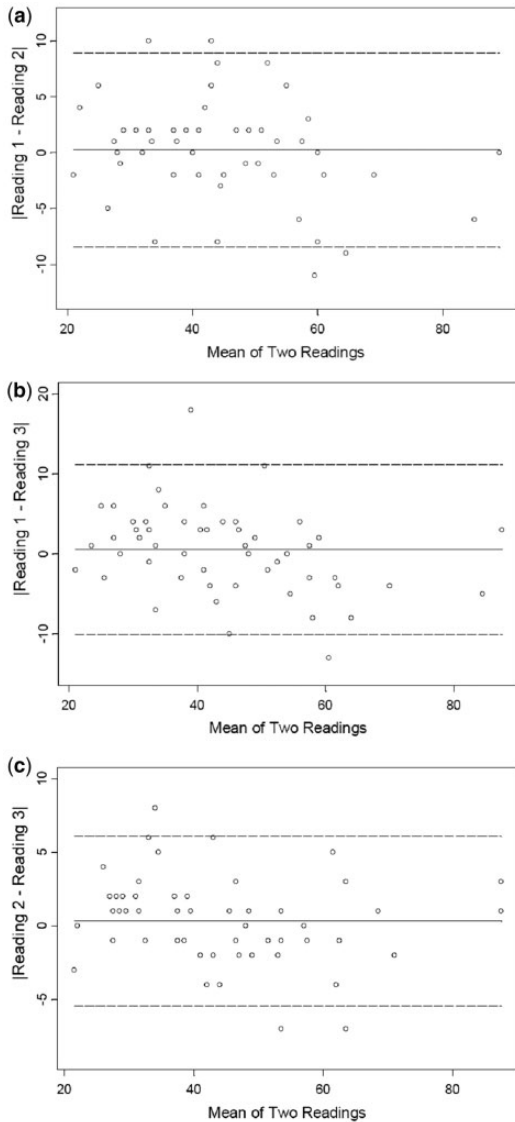 (a)
|Reading 1 - Reading 2|
10
5
0
-5
-10
20 40 60 80
Mean of Two Readings
(b)
|Reading 1 - Reading 3|
20
10
0
-10
20 40 60 80
Mean of Two Readings
(c)
|Reading 2 - Reading 3|
10
5
0
-5
20 40 60 80
Mean of Two Readings